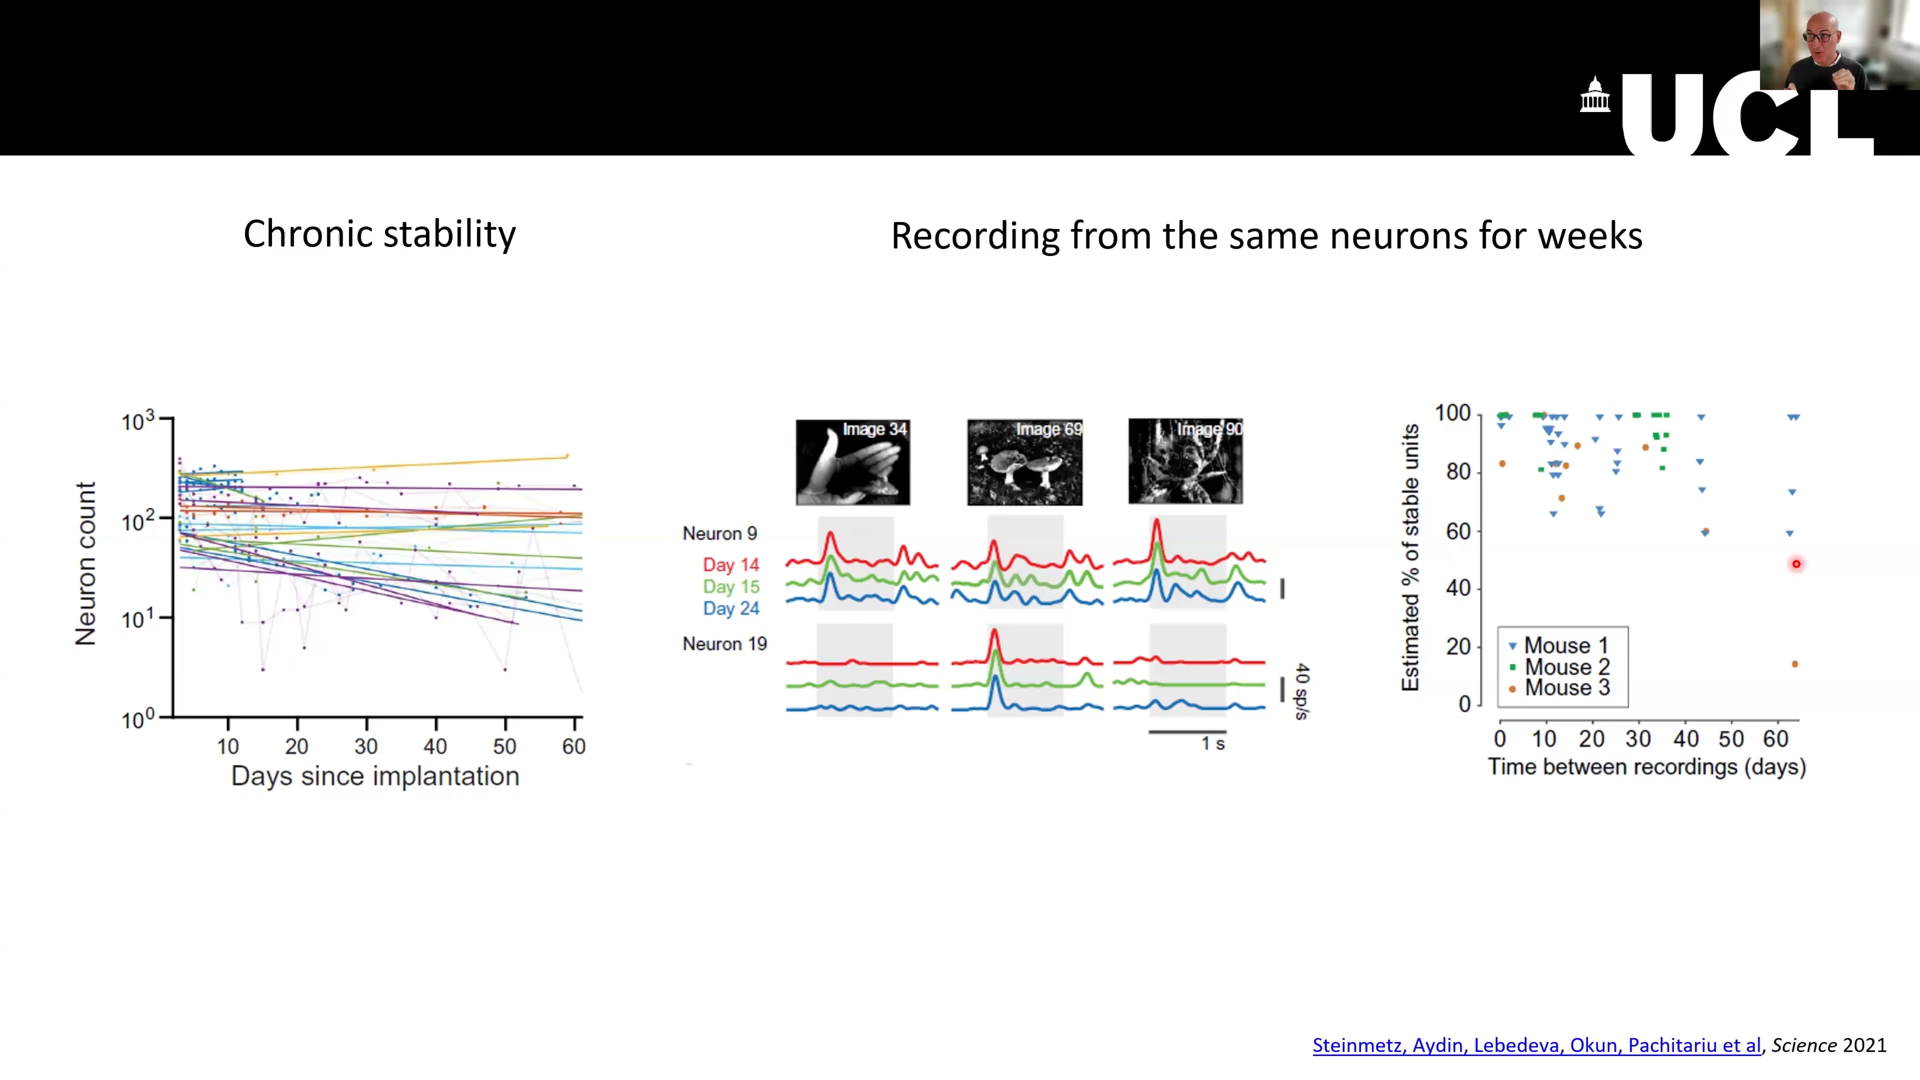 UCL
Chronic stability
Recording from the same neurons for weeks
Neuron count
10³
10²
10¹
10⁰
10 20 30 40 50 60
Days since implantation
Image 34
Image 69
Image 90
Neuron 9
Day 14
Day 15
Day 24
Neuron 19
40 sp/s
1 s
Estimated % of stable units
100
80
60
40
20
0
Mouse 1
Mouse 2
Mouse 3
0 10 20 30 40 50 60
Time between recordings (days)
Steinmetz, Aydin, Lebedeva, Okun, Pachitariu et al, Science 2021